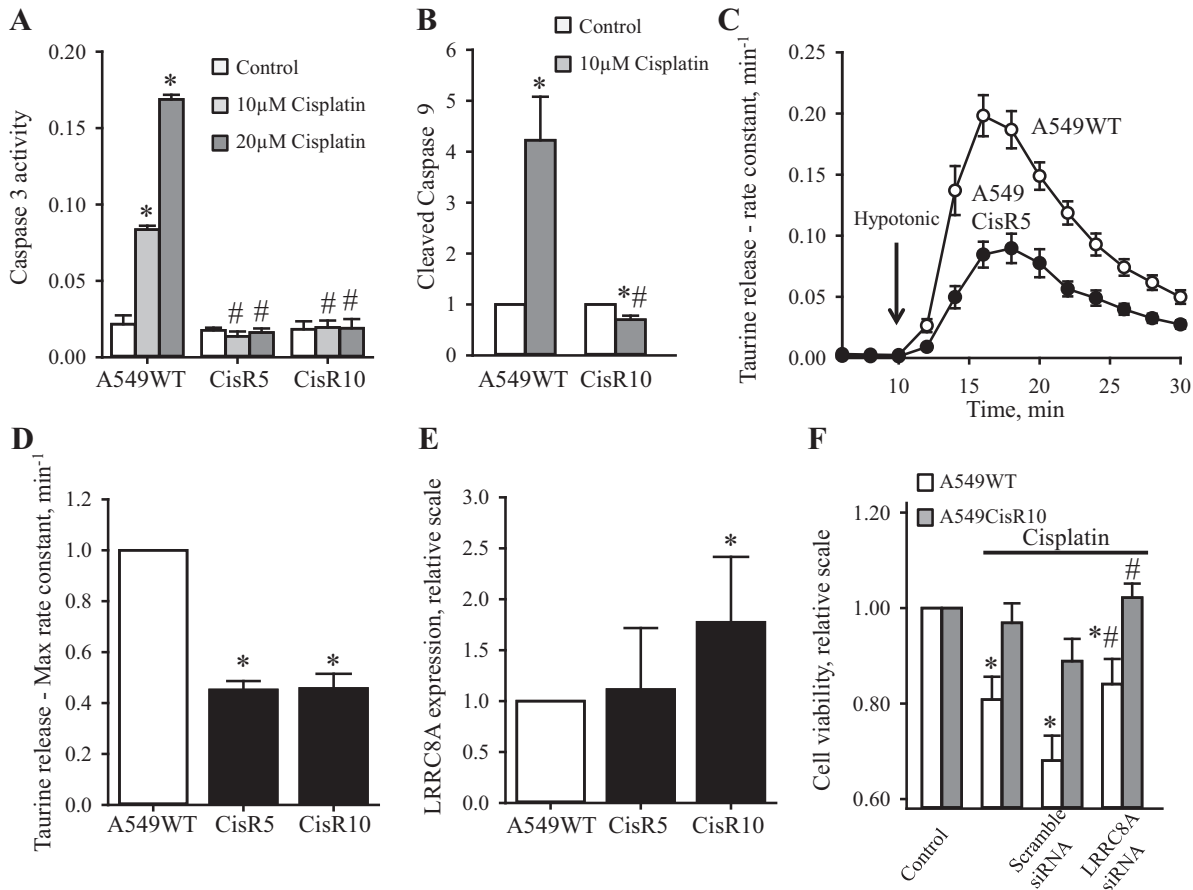 A
Caspase 3 activity
0.20
0.15
0.10
0.05
0.00
Control
10µM Cisplatin
20µM Cisplatin
*
*
# #
# #
A549WT CisR5 CisR10
B
Cleaved Caspase 9
6
5
4
3
2
1
0
Control
10µM Cisplatin
*
*#
A549WT CisR10
C
Taurine release - rate constant, min-1
0.25
0.20
0.15
0.10
0.05
0.00
Hypotonic
A549WT
A549
CisR5
10 15 20 25 30
Time, min
D
Taurine release - Max rate constant, min-1
1.2
1.0
0.8
0.6
0.4
0.2
0.0
* *
A549WT CisR5 CisR10
E
LRRC8A expression, relative scale
3.0
2.5
2.0
1.5
1.0
0.5
0.0
*
A549WT CisR5 CisR10
F
A549WT
A549CisR10
Cell viability, relative scale
1.20
1.00
0.80
0.60
Cisplatin
*
*
*#
#
Control
Scramble
siRNA
LRRC8A
siRNA